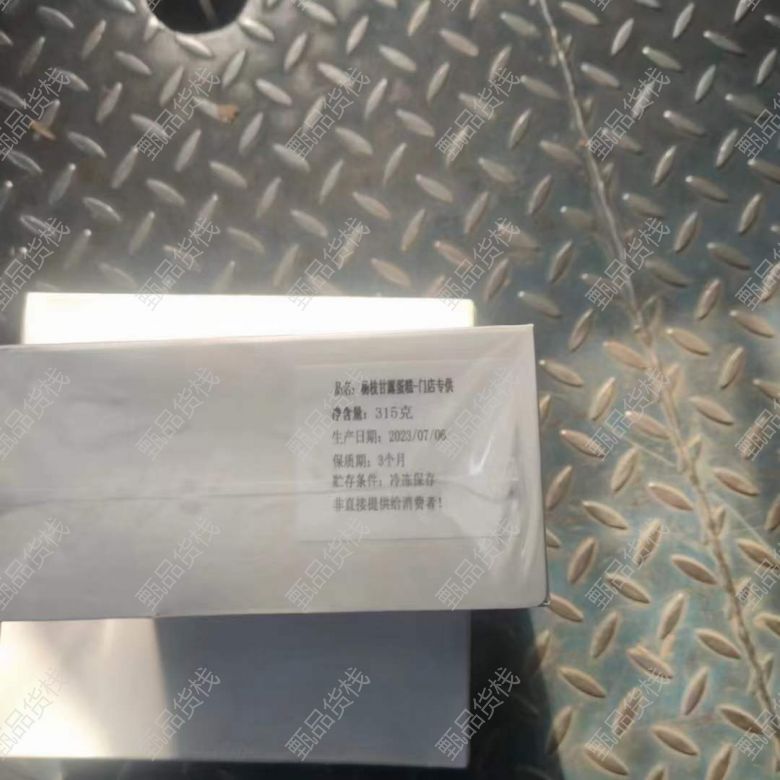 品名：杨枝甘露蛋糕-门店专供
净含量：315克
生产日期：2023/07/06
保质期：3个月
贮存条件：冷冻保存
非直接提供给消费者！
甄品货栈